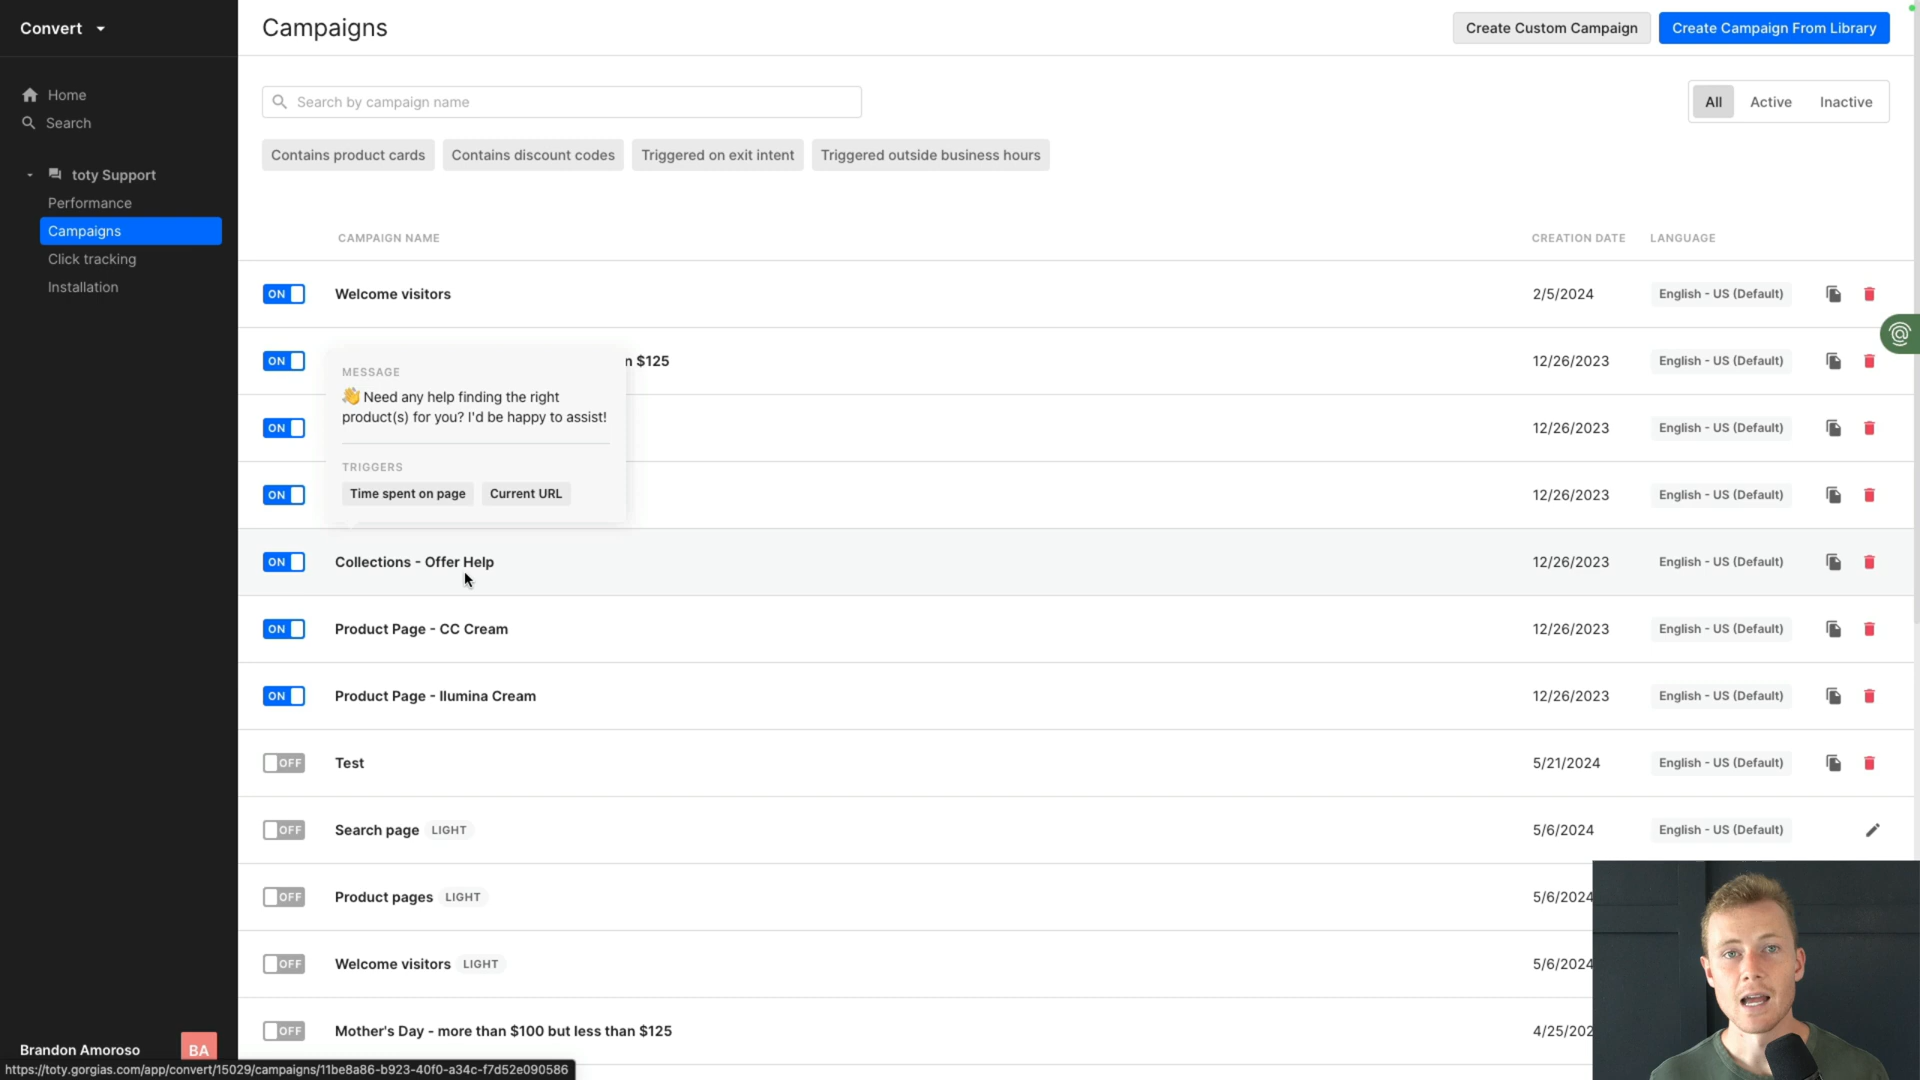 Convert
Campaigns
Create Custom Campaign
Create Campaign From Library
Home
Search
toty Support
Performance
Campaigns
Click tracking
Installation
Search by campaign name
All
Active
Inactive
Contains product cards
Contains discount codes
Triggered on exit intent
Triggered outside business hours
CAMPAIGN NAME
CREATION DATE
LANGUAGE
ON
Welcome visitors
2/5/2024
English - US (Default)
ON
n $125
12/26/2023
English - US (Default)
MESSAGE
👋 Need any help finding the right
product(s) for you? I'd be happy to assist!
TRIGGERS
Time spent on page
Current URL
ON
12/26/2023
English - US (Default)
ON
12/26/2023
English - US (Default)
ON
Collections - Offer Help
12/26/2023
English - US (Default)
ON
Product Page - CC Cream
12/26/2023
English - US (Default)
ON
Product Page - Ilumina Cream
12/26/2023
English - US (Default)
OFF
Test
5/21/2024
English - US (Default)
OFF
Search page LIGHT
5/6/2024
English - US (Default)
OFF
Product pages LIGHT
5/6/2024
OFF
Welcome visitors LIGHT
5/6/2024
OFF
Mother's Day - more than $100 but less than $125
4/25/202
Brandon Amoroso
BA
https://toty.gorgias.com/app/convert/15029/campaigns/11be8a86-b923-40f0-a34c-f7d52e090586